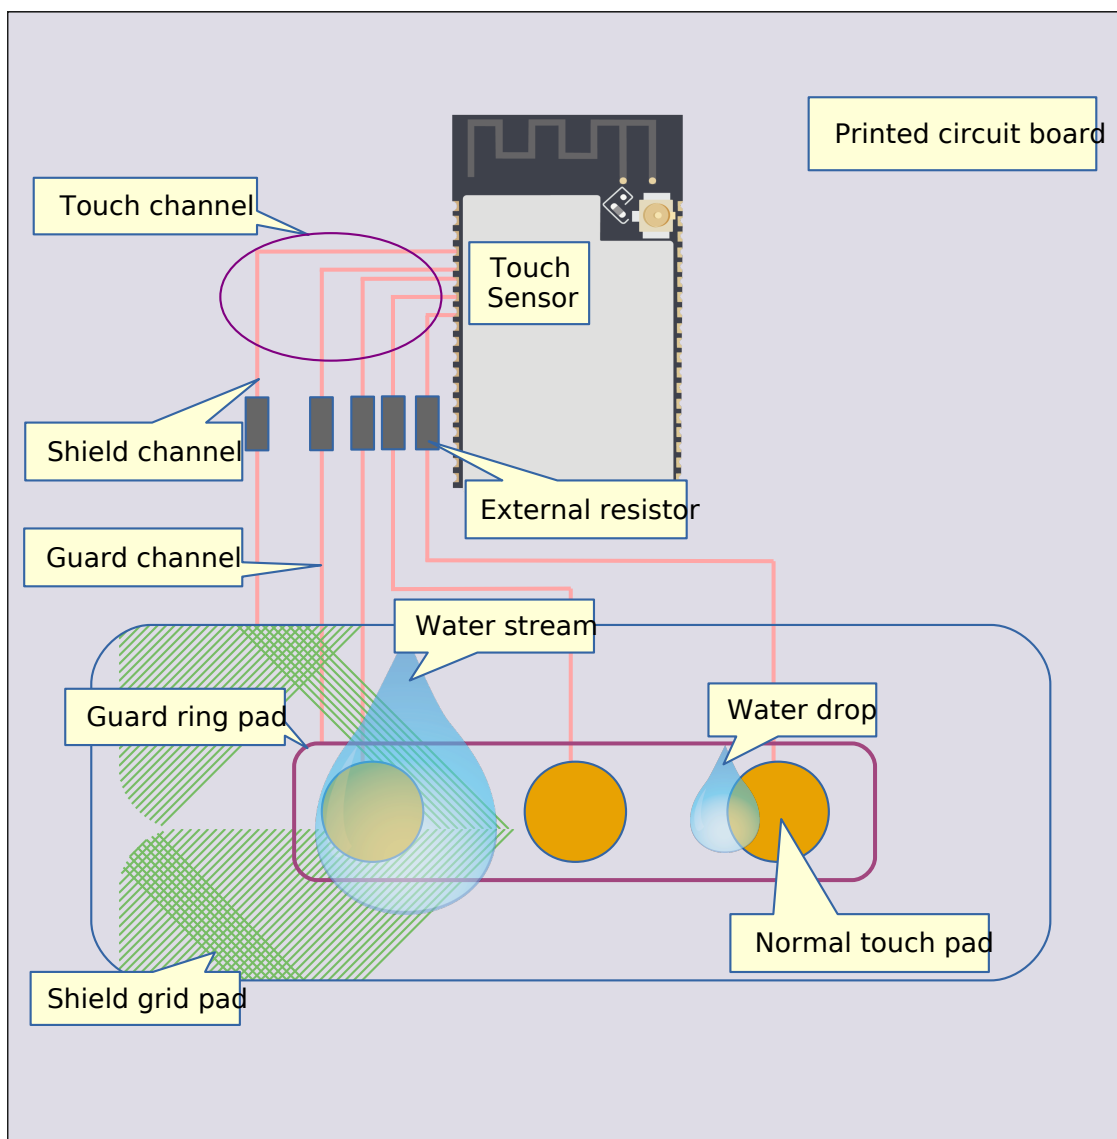 Printed circuit board
Touch channel
Touch
Sensor
Shield channel
External resistor
Guard channel
Water stream
Guard ring pad
Water drop
Normal touch pad
Shield grid pad